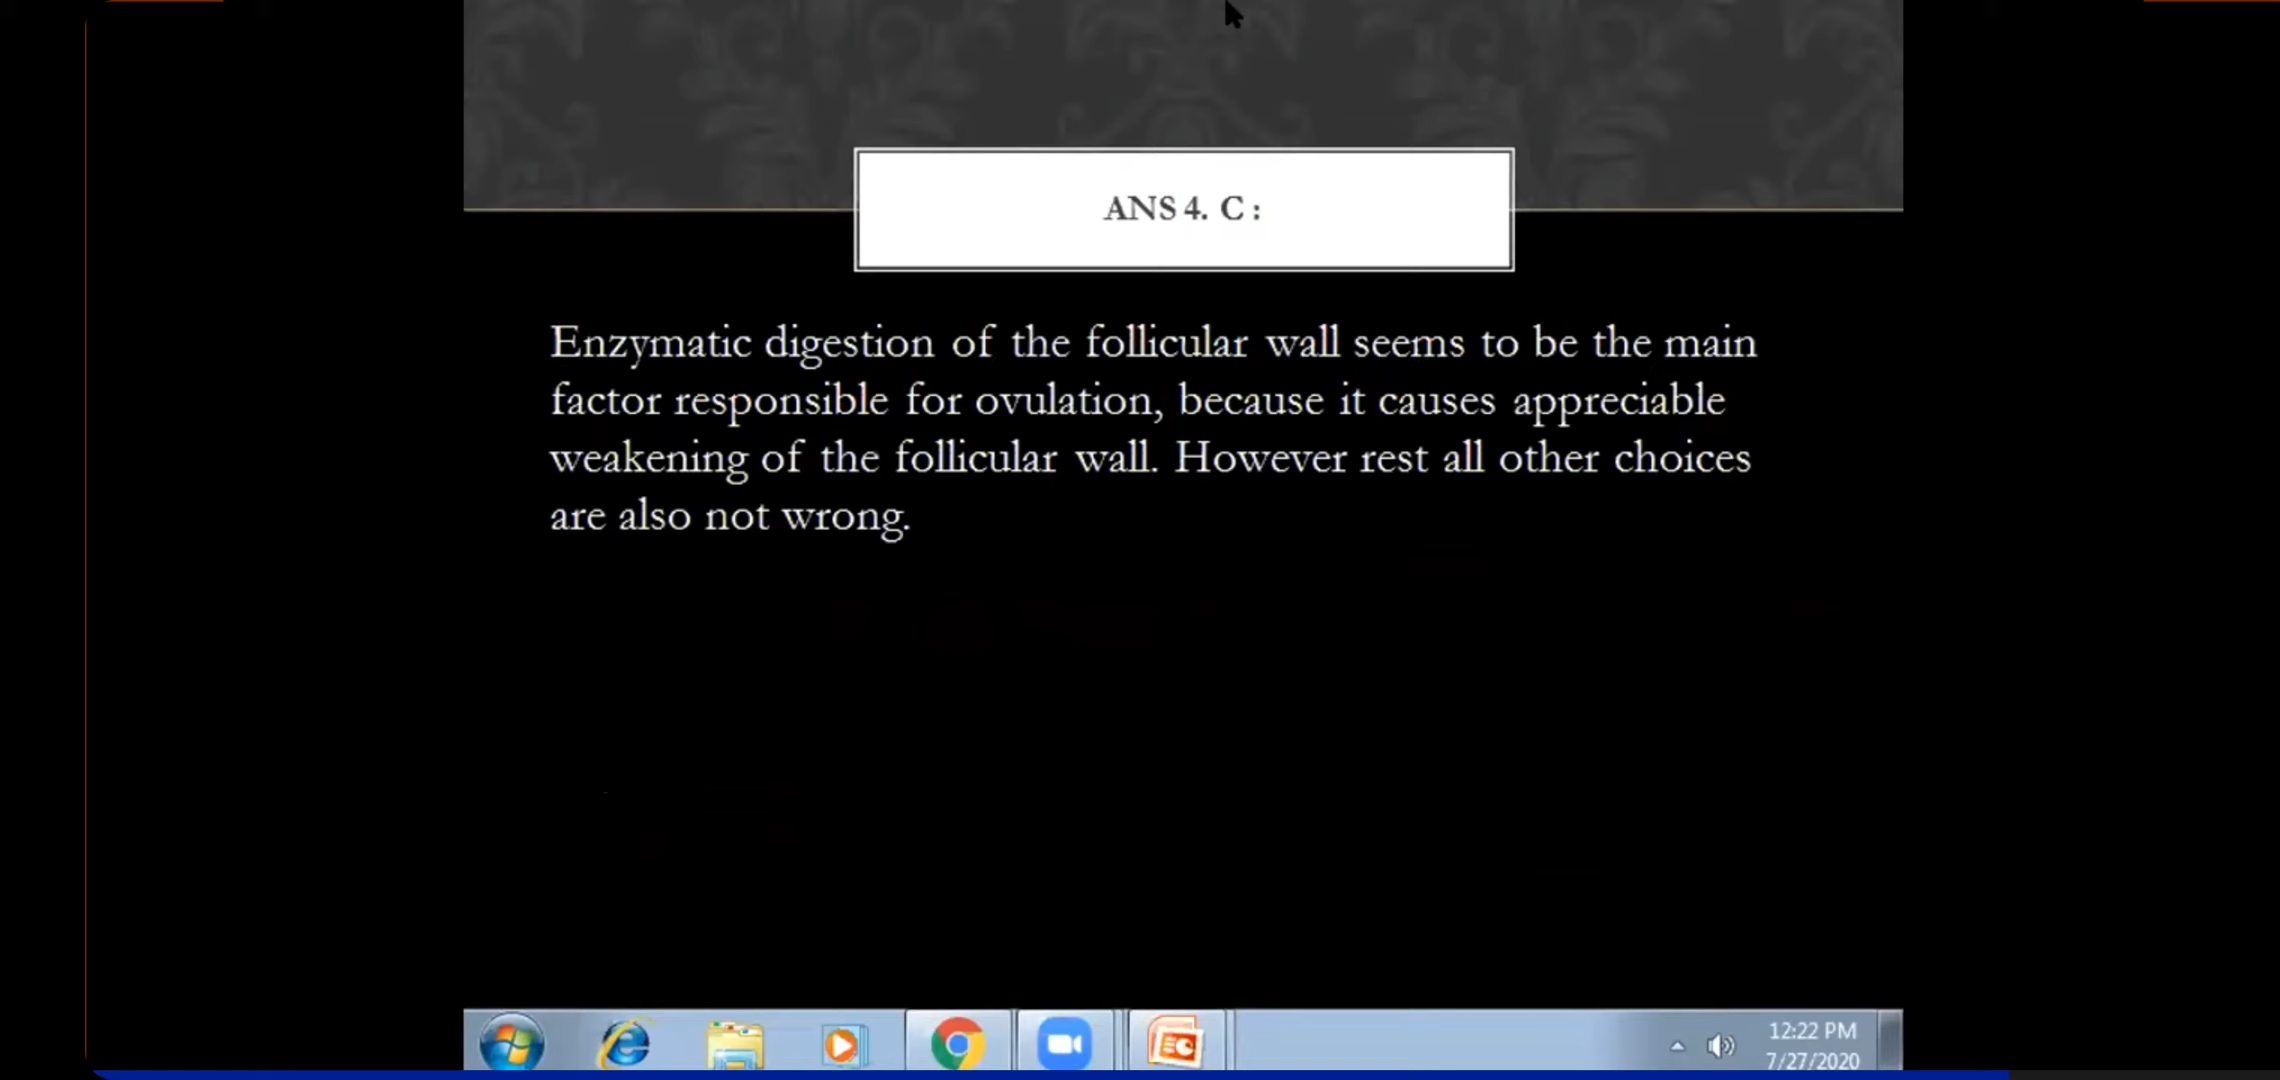 ANS 4. C :
Enzymatic digestion of the follicular wall seems to be the main
factor responsible for ovulation, because it causes appreciable
weakening of the follicular wall. However rest all other choices
are also not wrong.
12:22 PM
7/27/2020